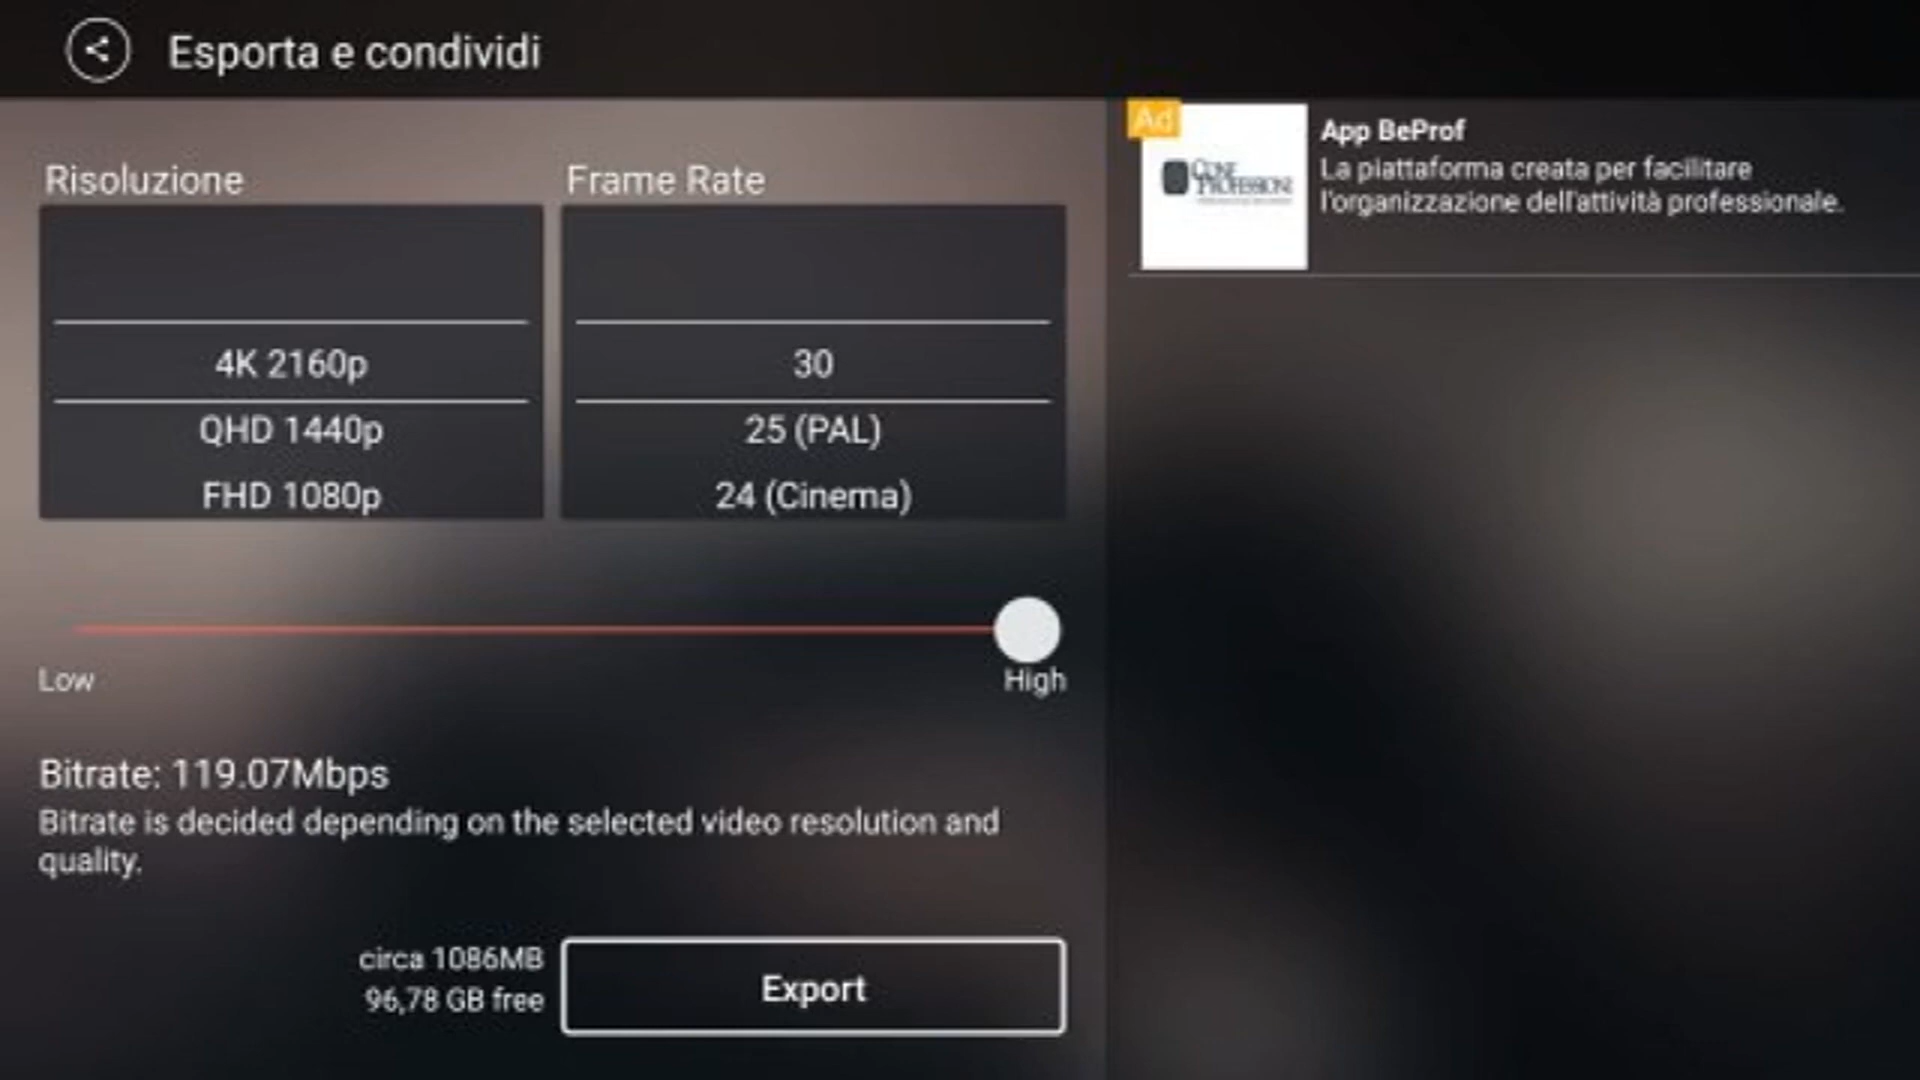 Esporta e condividi
Risoluzione
Frame Rate
4K 2160p
QHD 1440p
FHD 1080p
30
25 (PAL)
24 (Cinema)
Low
High
Bitrate: 119.07Mbps
Bitrate is decided depending on the selected video resolution and
quality.
circa 1086MB
96,78 GB free
Export
Ad
App BeProf
La piattaforma creata per facilitare
l'organizzazione dell'attività professionale.